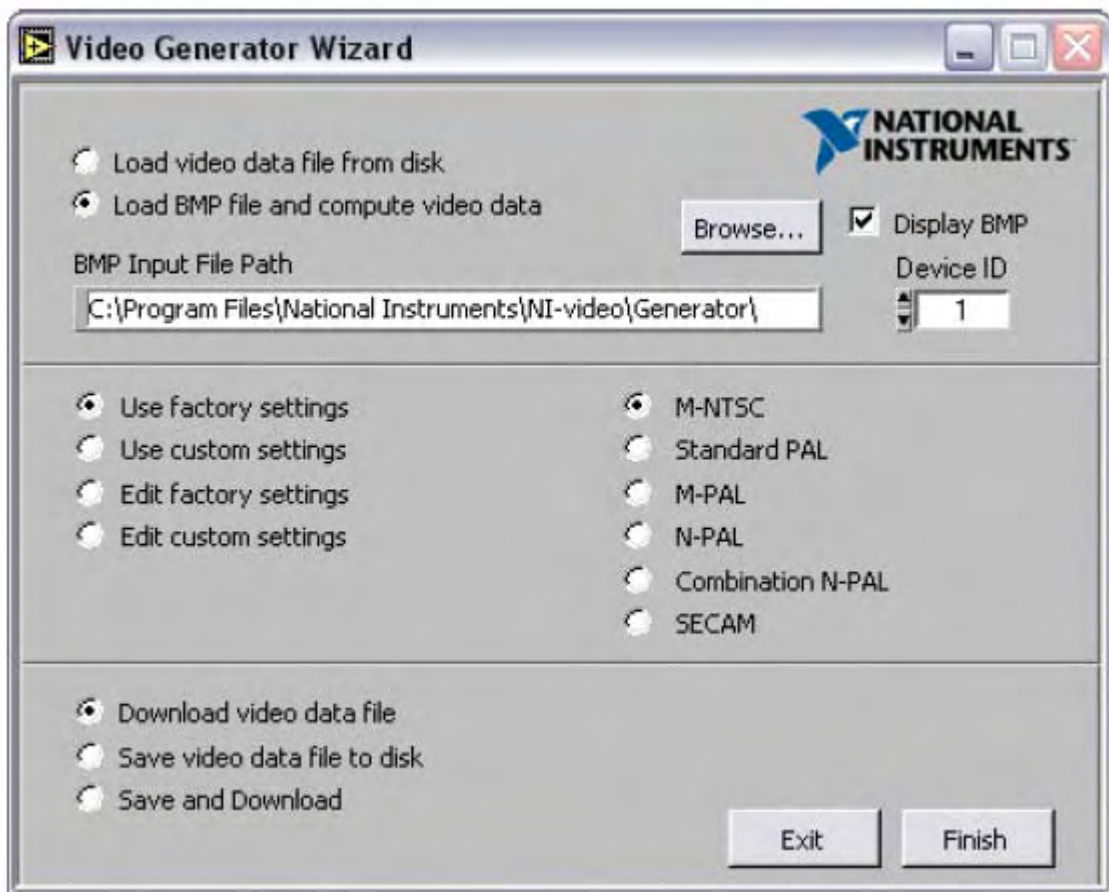 Video Generator Wizard
NATIONAL
INSTRUMENTS
Load video data file from disk
Load BMP file and compute video data
Browse...
Display BMP
BMP Input File Path
Device ID
C:\Program Files\National Instruments\NI-video\Generator\
1
Use factory settings
Use custom settings
Edit factory settings
Edit custom settings
M-NTSC
Standard PAL
M-PAL
N-PAL
Combination N-PAL
SECAM
Download video data file
Save video data file to disk
Save and Download
Exit
Finish